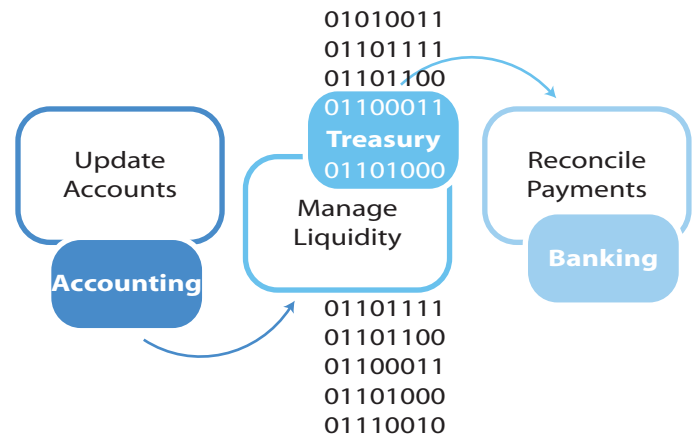 01010011
01101111
01101100
01100011
Treasury
01101000
Update
Accounts
Accounting
Manage
Liquidity
Reconcile
Payments
Banking
01101111
01101100
01100011
01101000
01110010